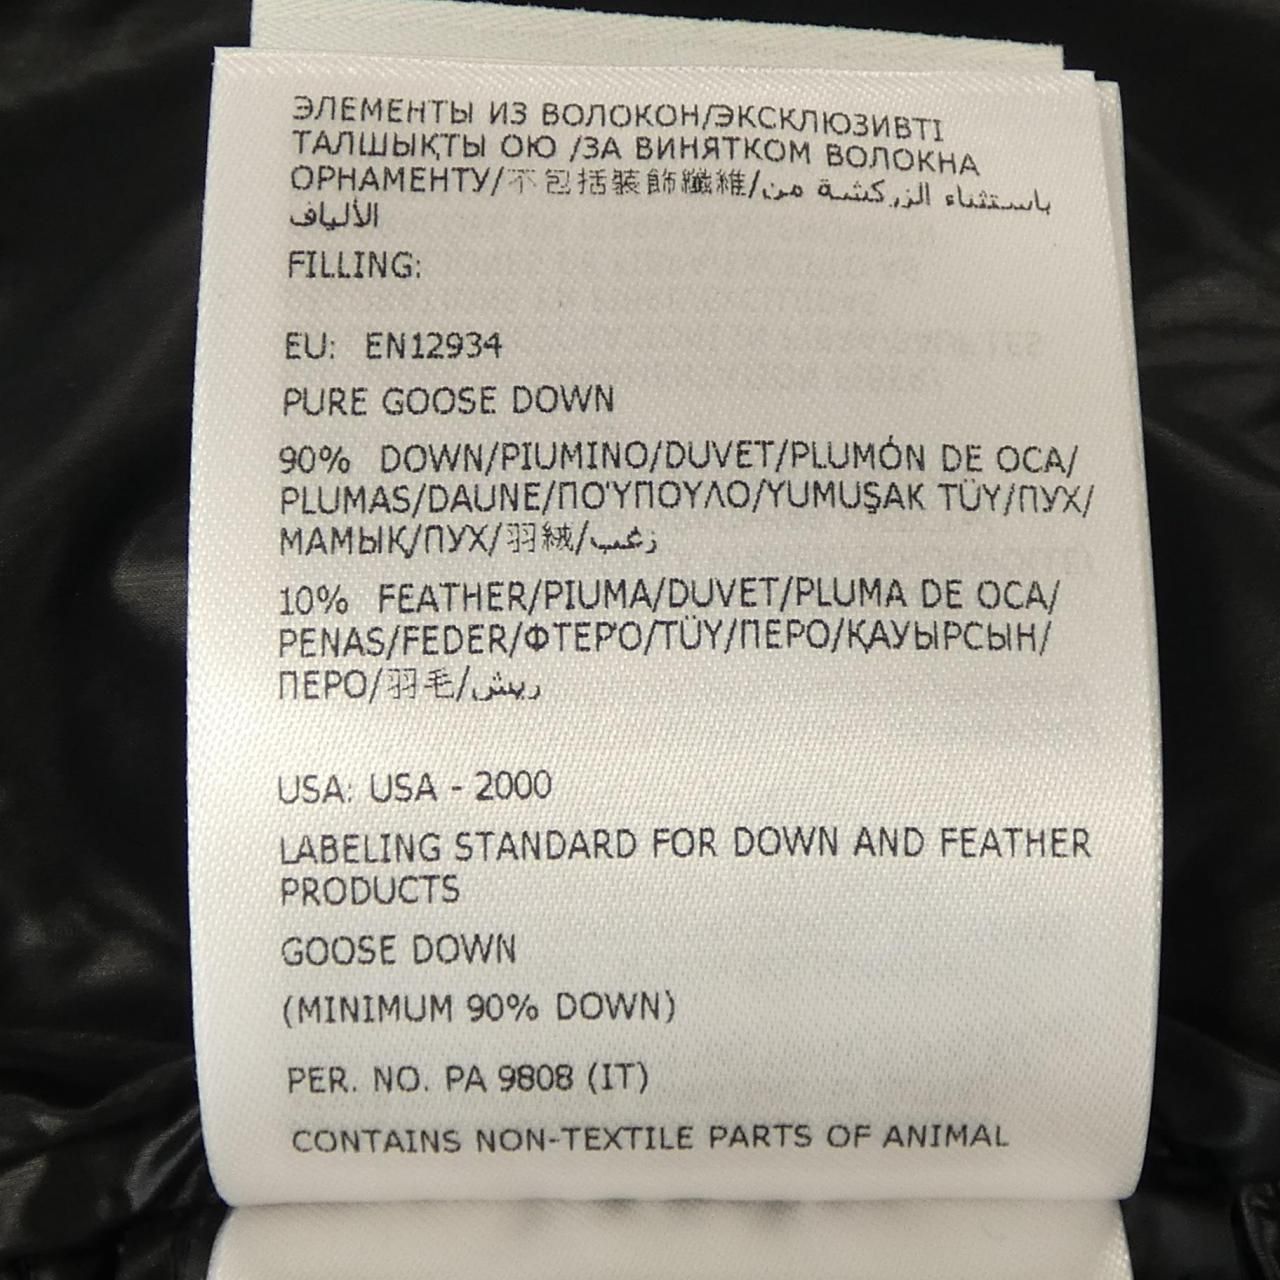 ЭЛЕМЕНТЫ ИЗ ВОЛОКОН/ЭКСКЛЮЗИВТІ
ТАЛШЫҚТЫ ОЮ /ЗА ВИНЯТКОМ ВОЛОКНА
ОРНАМЕНТУ/不包括装飾纖維/باستثناء الزركشة من
الألياف
FILLING:
EU: EN12934
PURE GOOSE DOWN
90% DOWN/PIUMINO/DUVET/PLUMÓN DE OCA/
PLUMAS/DAUNE/ΠΟ'ΥΠΟΥΛΟ/YUMUŞAK TÜY/ПУХ/
МАМЫҚ/ПУХ/羽絨/زغب
10% FEATHER/PIUMA/DUVET/PLUMA DE OCA/
PENAS/FEDER/ΦΤΕΡ'Ο/TÜY/ПЕРО/ҚАУЫРСЫН/
ПЕРО/羽毛/ريش
USA: USA - 2000
LABELING STANDARD FOR DOWN AND FEATHER
PRODUCTS
GOOSE DOWN
(MINIMUM 90% DOWN)
PER. NO. PA 9808 (IT)
CONTAINS NON-TEXTILE PARTS OF ANIMAL